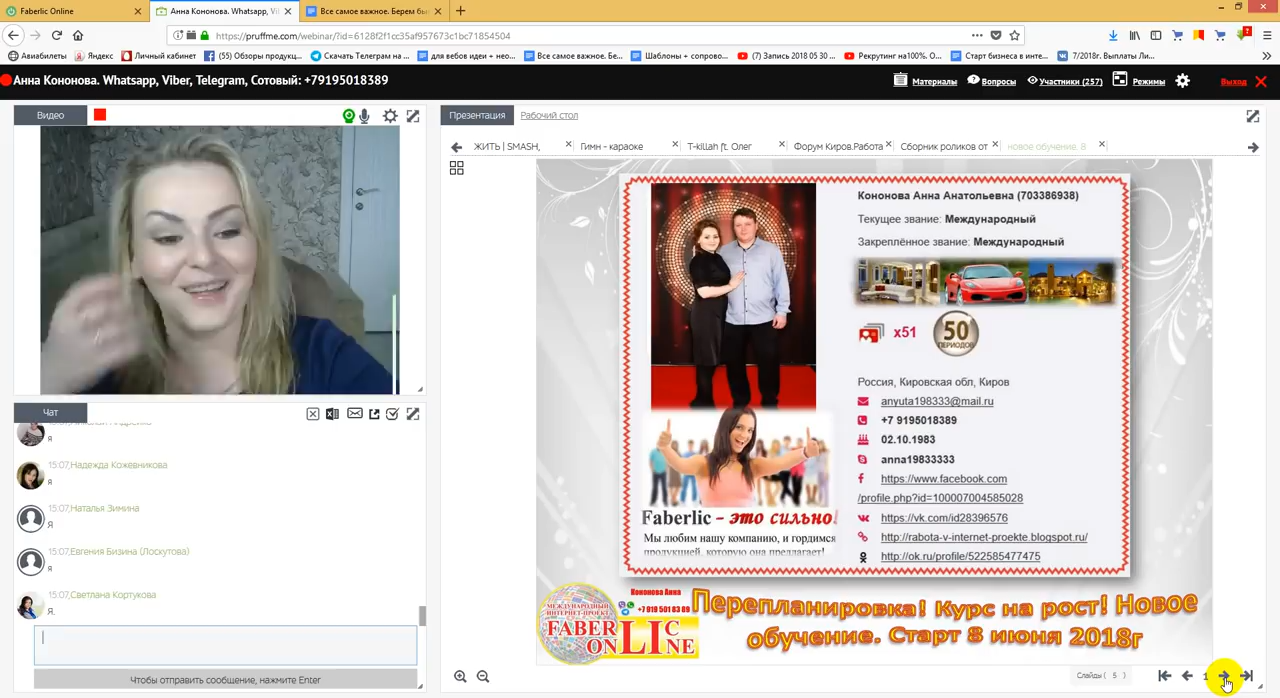 Faberlic Online
Анна Кононова. Whatsapp, Vi
Все самое важное. Берем бы
https://pruffme.com/webinar/?id=6128f2f1cc35af957673c1bc71854504
Авиабилеты
Яндекс
Личный кабинет
(55) Обзоры продукц...
Скачать Телеграм на ...
для вебов идеи + нео...
Все самое важное. Бе...
Шаблоны + сопрово...
(7) Запись 2018 05 30 ...
Рекрутинг на100% О...
Старт бизнеса в инте...
7/2018г. Выплаты Ли...
Анна Кононова. Whatsapp, Viber, Telegram, Сотовый: +79195018389
Материалы
Вопросы
Участники (257)
Режимы
Выход
Видео
Презентация
Рабочий стол
ЖИТЬ | SMASH,
Гимн - караоке
T-killah ft. Олег
Форум Киров.Работа
Сборник роликов от
новое обучение. 8
Кононова Анна Анатольевна (703386938)
Текущее звание: Международный
Закреплённое звание: Международный
x51
50
ПЕРИОДОВ
Россия, Кировская обл, Киров
anyuta198333@mail.ru
+7 9195018389
02.10.1983
anna19833333
https://www.facebook.com
/profile.php?id=100007004585028
https://vk.com/id28396576
http://rabota-v-internet-proekte.blogspot.ru/
http://ok.ru/profile/522585477475
Faberlic - это сильно!
Мы любим нашу компанию, и гордимся
продукцией, которую она предлагает!
Кононова Анна
+7 919 501 83 89
МЕЖДУНАРОДНЫЙ
ИНТЕРНЕТ-ПРОЕКТ
FABERLIC
ONLINE
Перепланировка! Курс на рост! Новое
обучение. Старт 8 июня 2018г
Чат
я
15:07,Надежда Кожевникова
я
15:07,Наталья Зимина
Я
15:07,Евгения Бизина (Лоскутова)
я
15:07,Светлана Кортукова
Я.
Чтобы отправить сообщение, нажмите Enter
Слайды ( 5 )
1